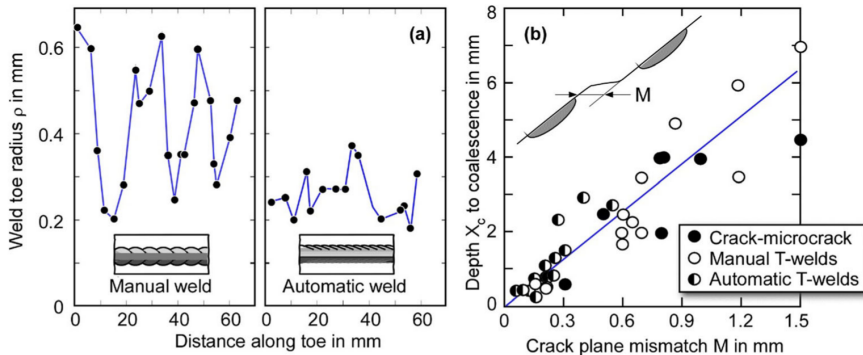 (a)
Weld toe radius ρ in mm
0.6
0.4
0.2
0
Manual weld
Automatic weld
0 20 40 60 0 20 40 60
Distance along toe in mm
(b)
Depth Xc to coalescence in mm
8
6
4
2
0
M
Crack-microcrack
Manual T-welds
Automatic T-welds
0 0.3 0.6 0.9 1.2 1.5
Crack plane mismatch M in mm